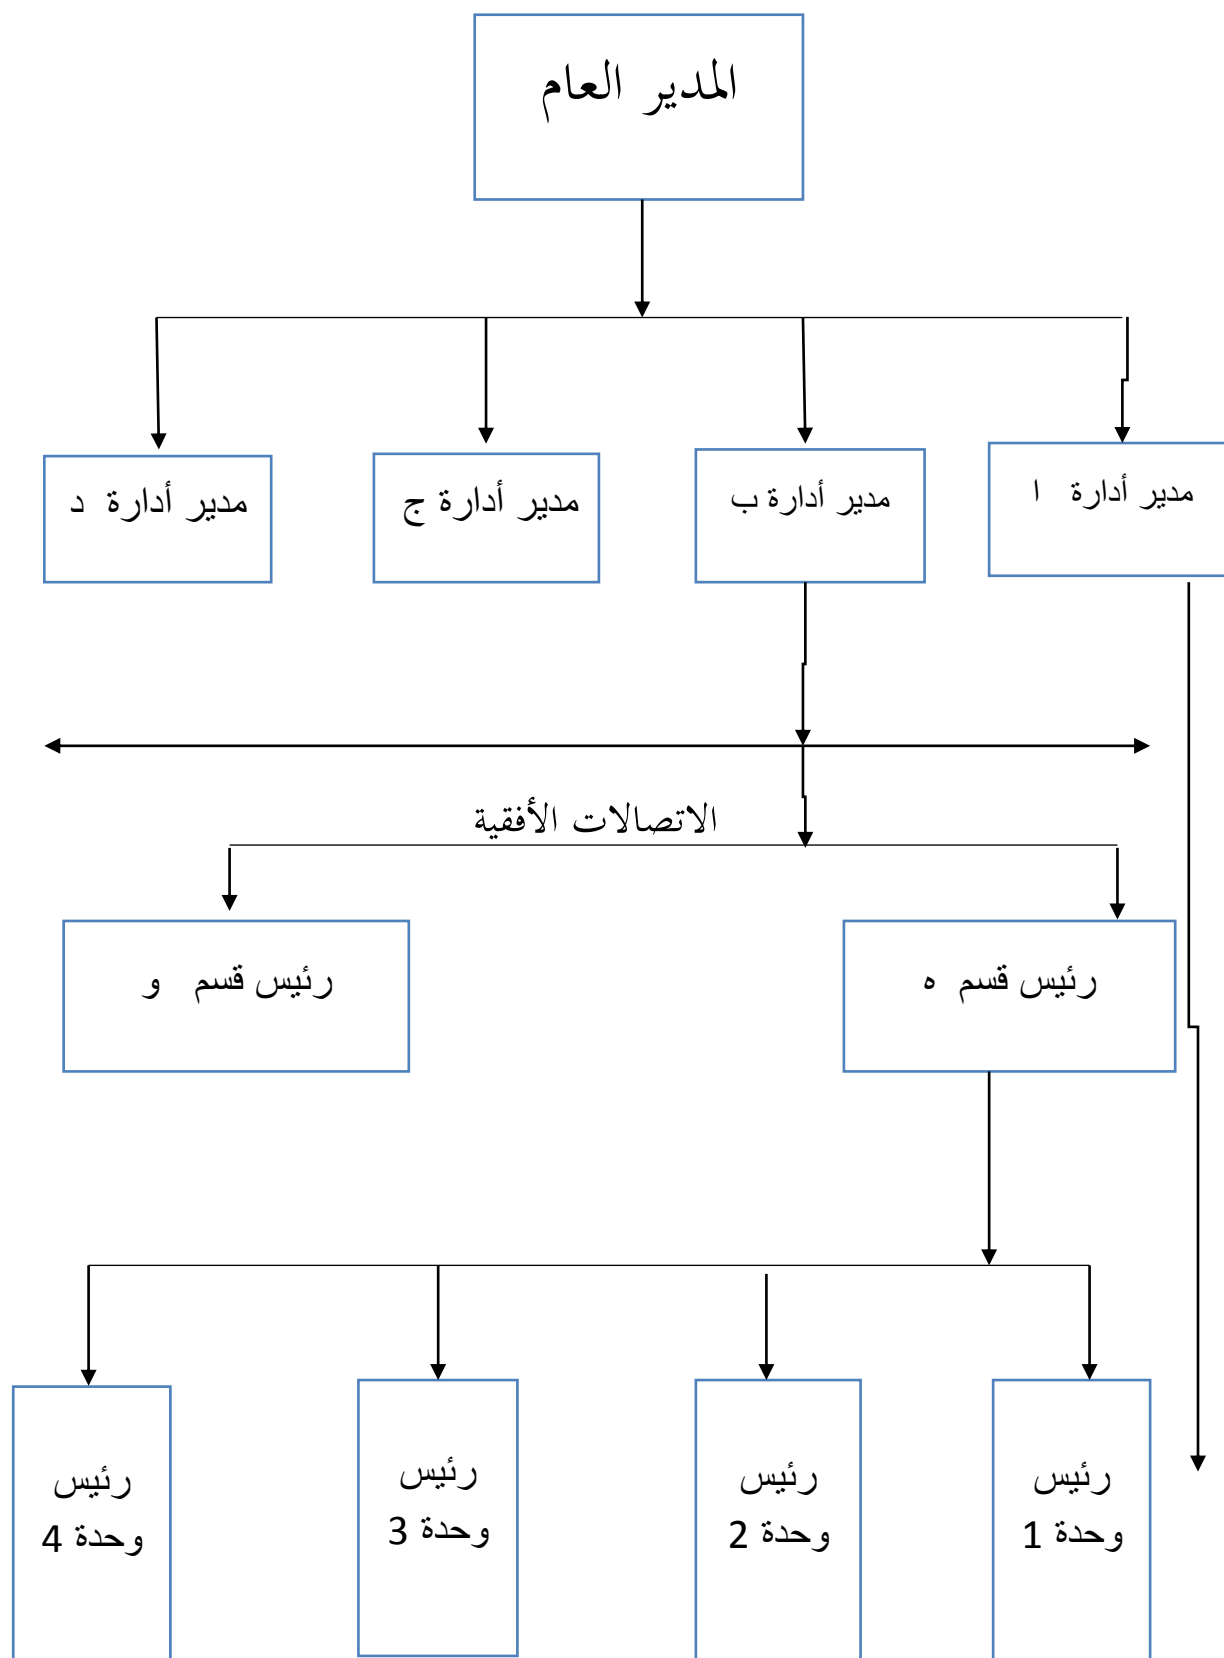 المدير العام
مدير أدارة ا
مدير أدارة ب
مدير أدارة ج
مدير أدارة د
الاتصالات الأفقية
رئيس قسم ه
رئيس قسم و
رئيس
وحدة 1
رئيس
وحدة 2
رئيس
وحدة 3
رئيس
وحدة 4